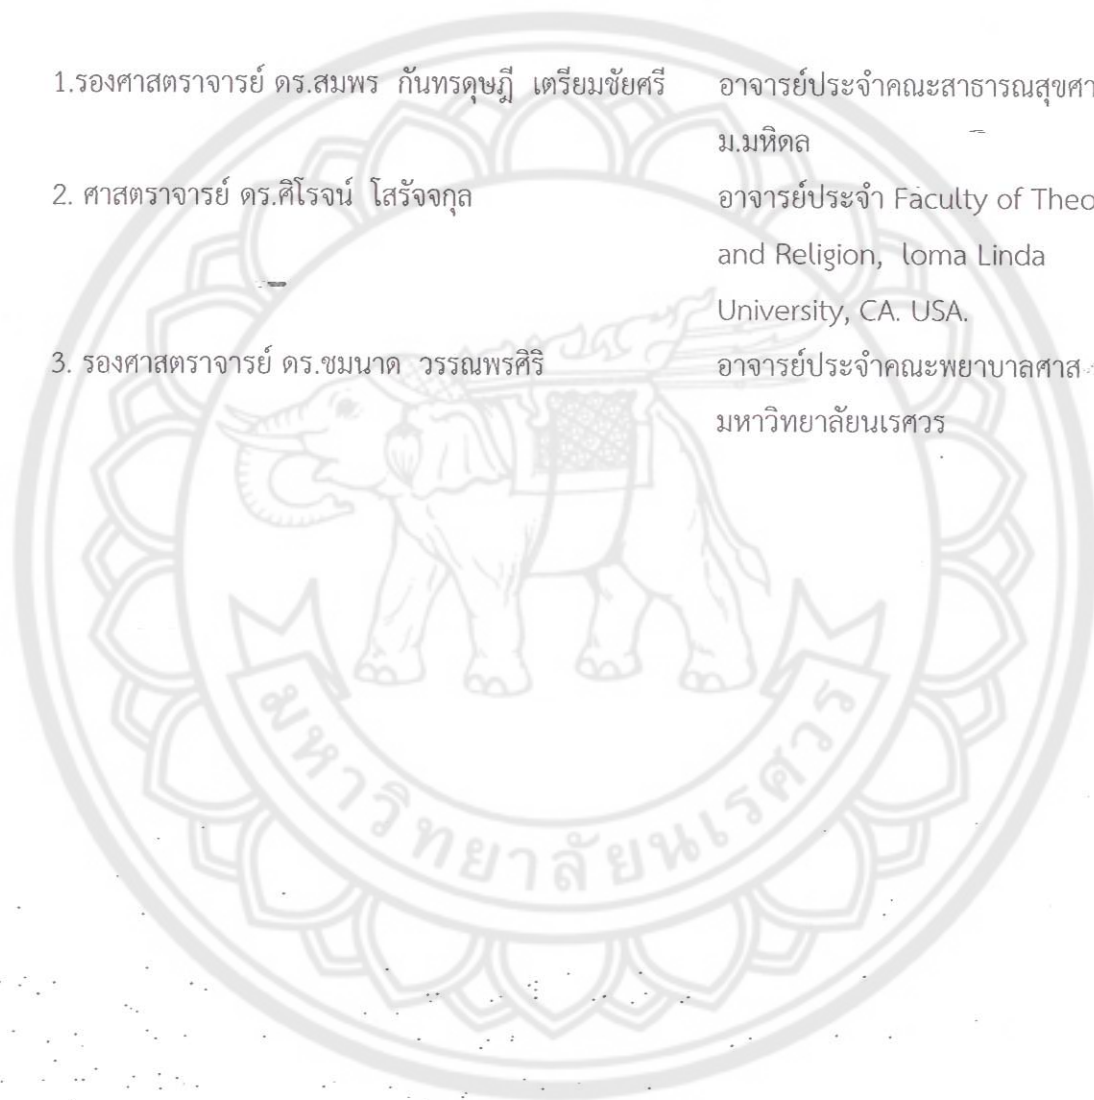 1.รองศาสตราจารย์ ดร.สมพร กันทรดุษฎี เตรียมชัยศรี อาจารย์ประจำคณะสาธารณสุขศา
ม.มหิดล
2. ศาสตราจารย์ ดร.ศิโรจน์ โสรัจจกุล อาจารย์ประจำ Faculty of Theo
and Religion, loma Linda
University, CA. USA.
3. รองศาสตราจารย์ ดร.ชมนาด วรรณพรศิริ อาจารย์ประจำคณะพยาบาลศาส
มหาวิทยาลัยนเรศวร
มหาวิทยาลัยนเรศวร